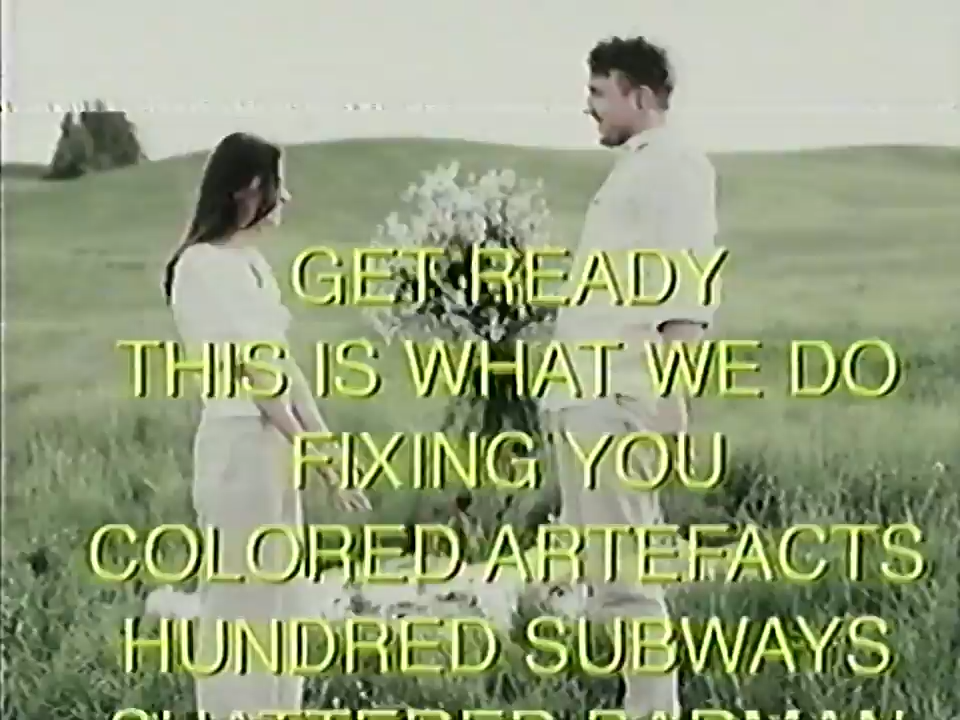 GET READY
THIS IS WHAT WE DO
FIXING YOU
COLORED ARTEFACTS
HUNDRED SUBWAYS